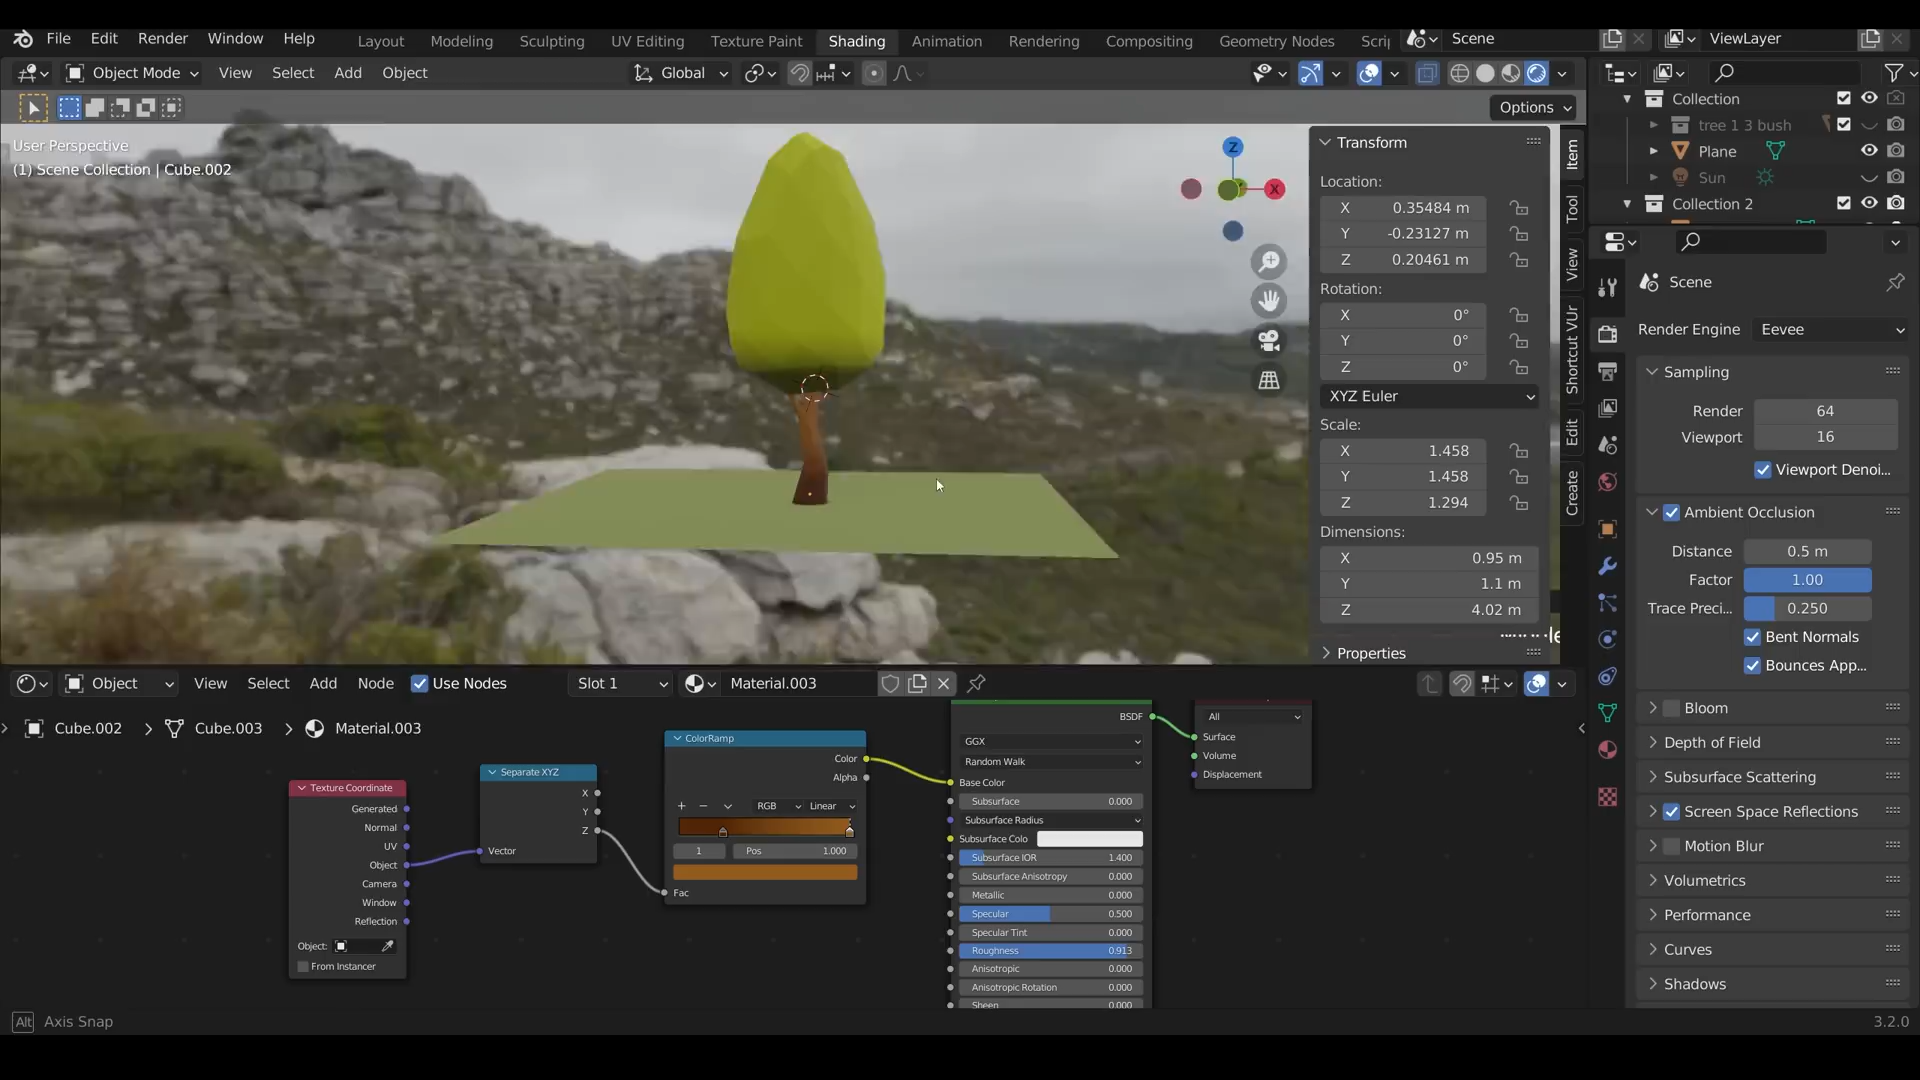 File Edit Render Window Help Layout Modeling Sculpting UV Editing Texture Paint Shading Animation Rendering Compositing Geometry Nodes Scrip Scene ViewLayer
Object Mode View Select Add Object Global
Options
User Perspective
(1) Scene Collection | Cube.002
Z
X
Transform
Location:
X 0.35484 m
Y -0.23127 m
Z 0.20461 m
Rotation:
X 0°
Y 0°
Z 0°
XYZ Euler
Scale:
X 1.458
Y 1.458
Z 1.294
Dimensions:
X 0.95 m
Y 1.1 m
Z 4.02 m
Properties
Item
Tool
View
Shortcut VUr
Edit
Create
Collection
tree 1 3 bush
Plane
Sun
Collection 2
Scene
Render Engine Eevee
Sampling
Render 64
Viewport 16
Viewport Denoi...
Ambient Occlusion
Distance 0.5 m
Factor 1.00
Trace Preci... 0.250
Bent Normals
Bounces App...
Bloom
Depth of Field
Subsurface Scattering
Screen Space Reflections
Motion Blur
Volumetrics
Performance
Curves
Shadows
Object View Select Add Node Use Nodes Slot 1 Material.003
Cube.002 Cube.003 Material.003
Texture Coordinate
Generated
Normal
UV
Object
Camera
Window
Reflection
Object:
From Instancer
Separate XYZ
X
Y
Z
Vector
ColorRamp
Color
Alpha
RGB Linear
1 Pos 1.000
Fac
BSDF
GGX
Random Walk
Base Color
Subsurface 0.000
Subsurface Radius
Subsurface Colo
Subsurface IOR 1.400
Subsurface Anisotropy 0.000
Metallic 0.000
Specular 0.500
Specular Tint 0.000
Roughness 0.913
Anisotropic 0.000
Anisotropic Rotation 0.000
Sheen 0.000
All
Surface
Volume
Displacement
Alt Axis Snap
3.2.0